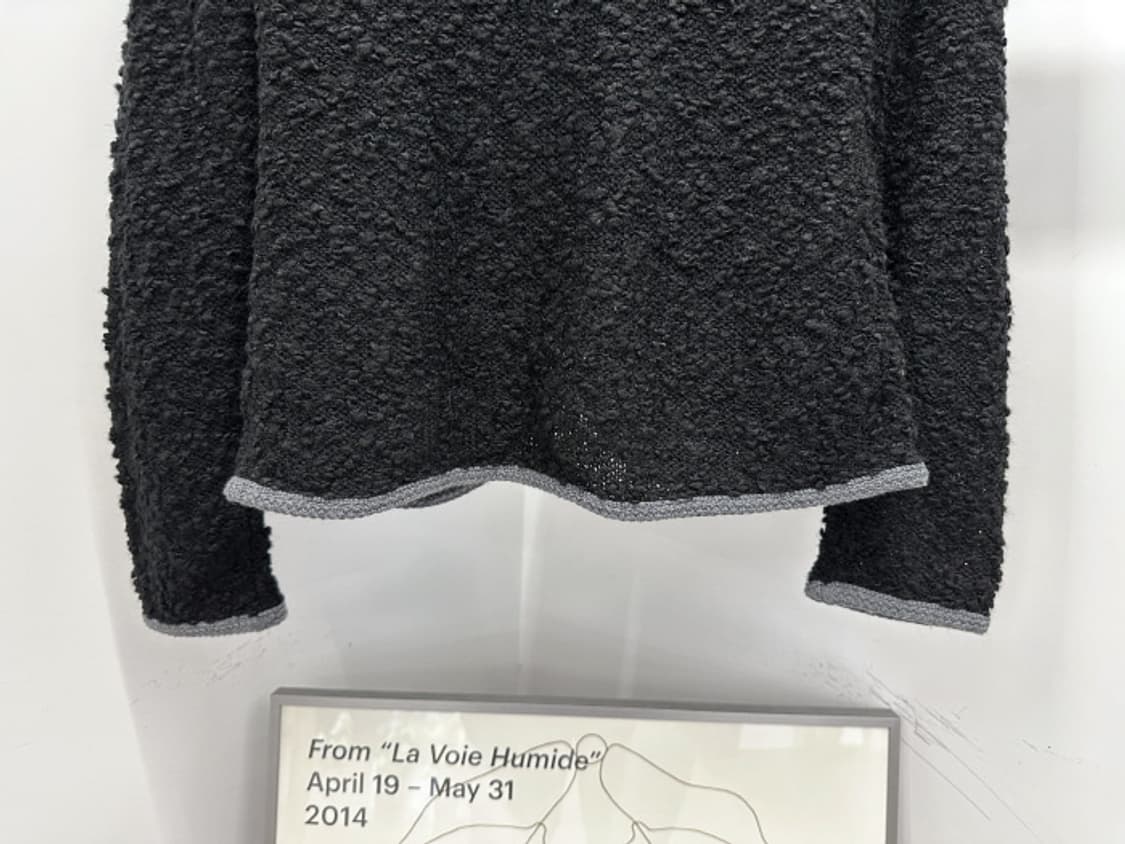 From “La Voie Humide”
April 19 – May 31
2014